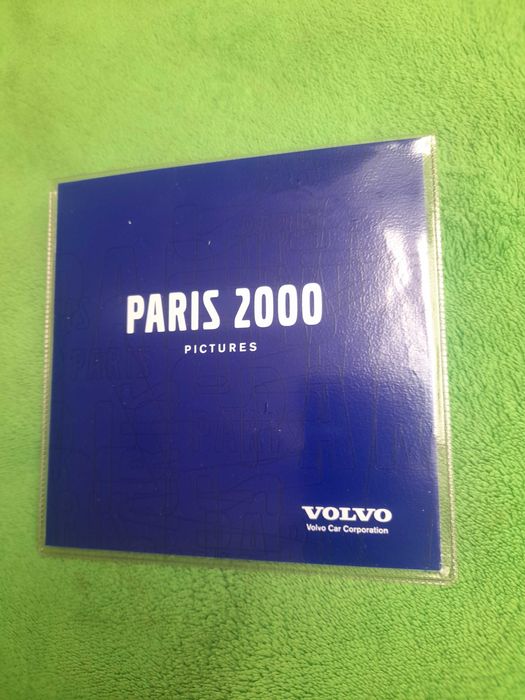 PARIS 2000
PICTURES
VOLVO
Volvo Car Corporation